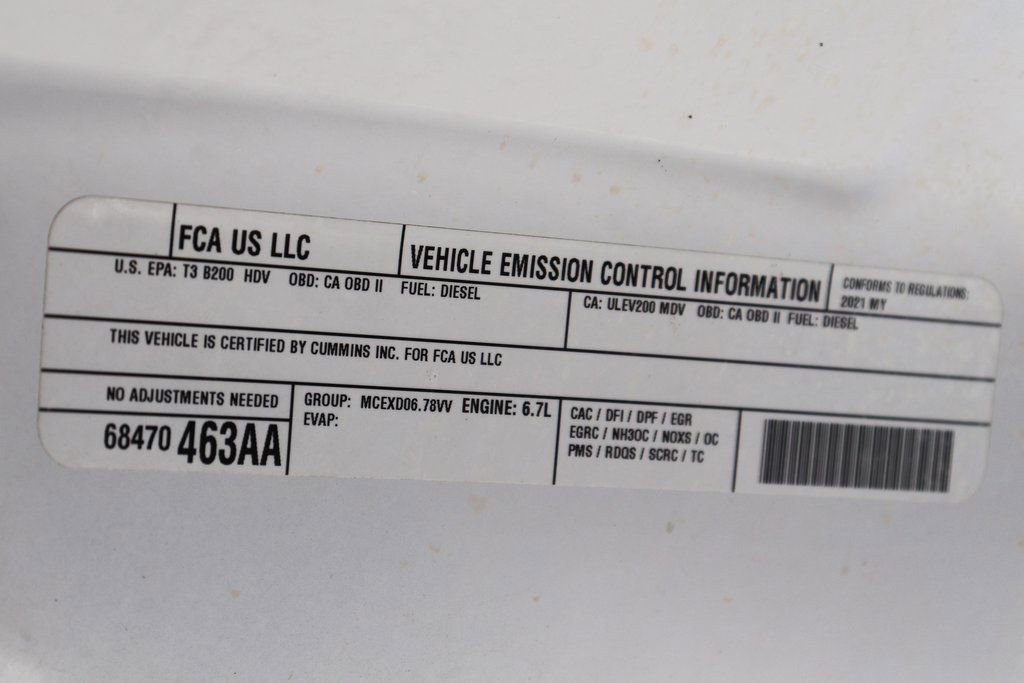 FCA US LLC
VEHICLE EMISSION CONTROL INFORMATION
CONFORMS TO REGULATIONS:
2021 MY
U.S. EPA: T3 B200 HDV OBD: CA OBD II FUEL: DIESEL
CA: ULEV200 MDV OBD: CA OBD II FUEL: DIESEL
THIS VEHICLE IS CERTIFIED BY CUMMINS INC. FOR FCA US LLC
NO ADJUSTMENTS NEEDED
68470 463AA
GROUP: MCEXD06.78VV ENGINE: 6.7L
EVAP:
CAC / DFI / DPF / EGR
EGRC / NH3OC / NOXS / OC
PMS / RDQS / SCRC / TC